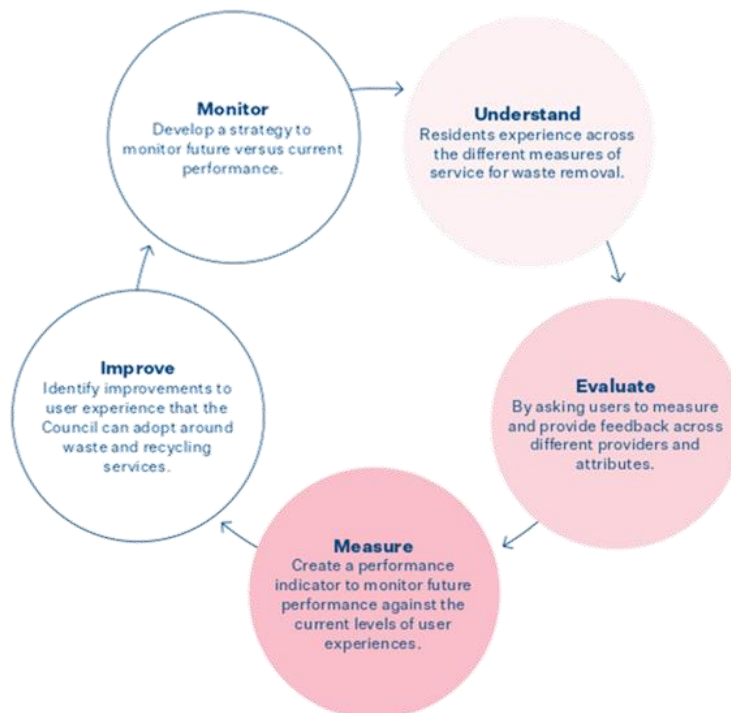 Monitor
Develop a strategy to
monitor future versus current
performance.
Understand
Residents experience across
the different measures of
service for waste removal.
Evaluate
By asking users to measure
and provide feedback across
different providers and
attributes.
Measure
Create a performance
indicator to monitor future
performance against the
current levels of user
experiences.
Improve
Identify improvements to
user experience that the
Council can adopt around
waste and recycling
services.